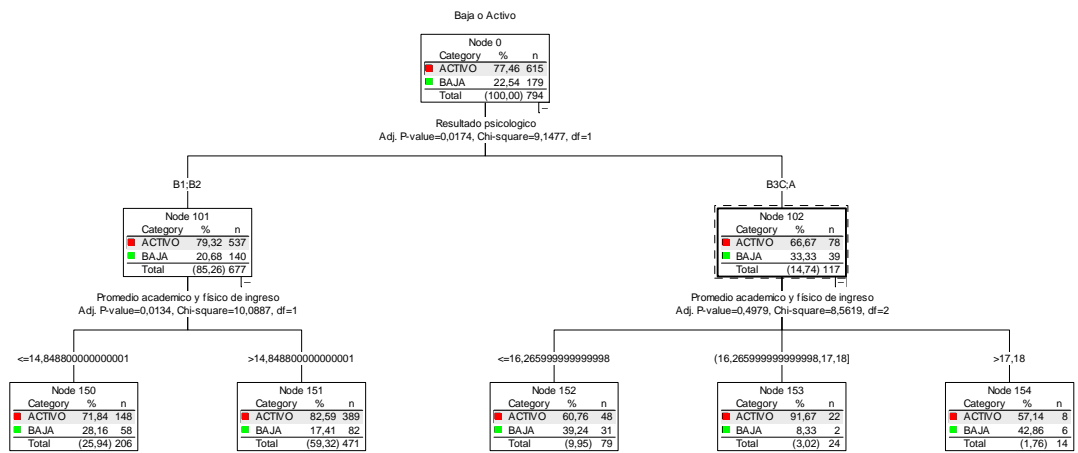 Baja o Activo
Node 0
Category % n
ACTIVO 77,46 615
BAJA 22,54 179
Total (100,00) 794
Resultado psicologico
Adj. P-value=0,0174, Chi-square=9,1477, df=1
B1;B2
B3C;A
Node 101
Category % n
ACTIVO 79,32 537
BAJA 20,68 140
Total (85,26) 677
Node 102
Category % n
ACTIVO 66,67 78
BAJA 33,33 39
Total (14,74) 117
Promedio academico y físico de ingreso
Adj. P-value=0,0134, Chi-square=10,0887, df=1
Promedio academico y físico de ingreso
Adj. P-value=0,4979, Chi-square=8,5619, df=2
<=14,848800000000001
>14,848800000000001
<=16,265999999999998
(16,265999999999998,17,18]
>17,18
Node 150
Category % n
ACTIVO 71,84 148
BAJA 28,16 58
Total (25,94) 206
Node 151
Category % n
ACTIVO 82,59 389
BAJA 17,41 82
Total (59,32) 471
Node 152
Category % n
ACTIVO 60,76 48
BAJA 39,24 31
Total (9,95) 79
Node 153
Category % n
ACTIVO 91,67 22
BAJA 8,33 2
Total (3,02) 24
Node 154
Category % n
ACTIVO 57,14 8
BAJA 42,86 6
Total (1,76) 14